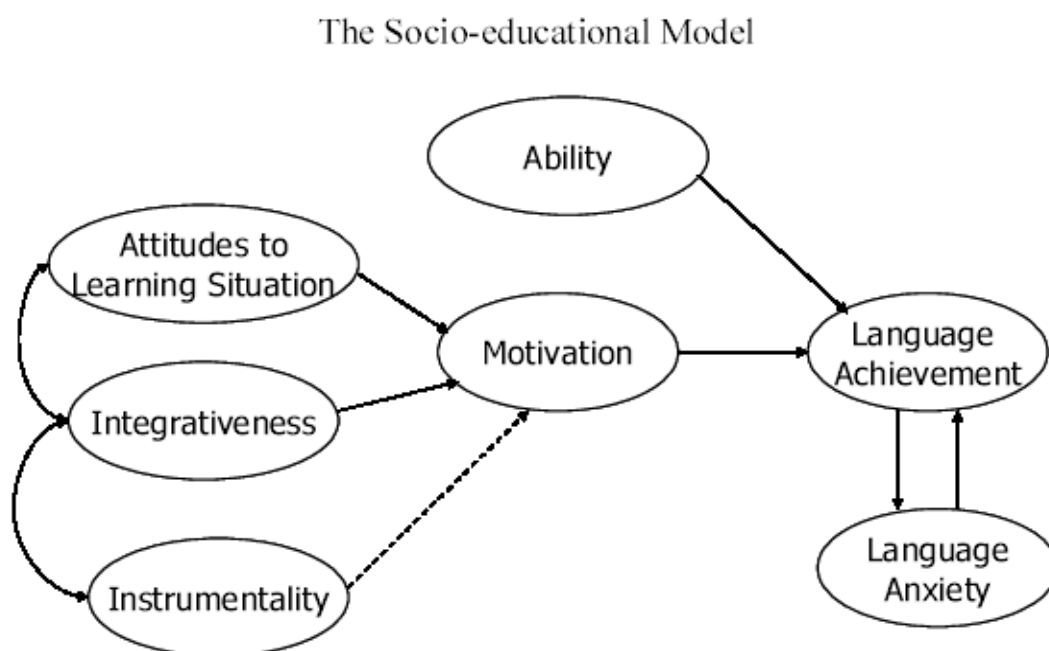 The Socio-educational Model
Ability
Attitudes to
Learning Situation
Motivation
Language
Achievement
Integrativeness
Instrumentality
Language
Anxiety